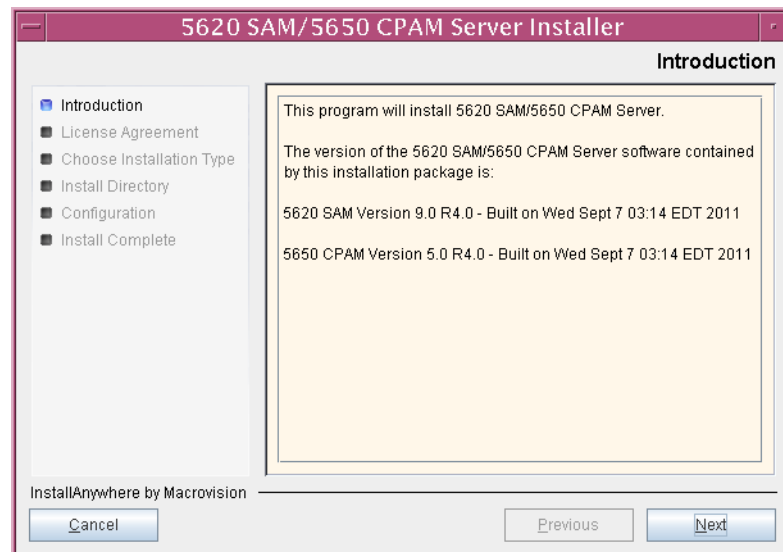 5620 SAM/5650 CPAM Server Installer
Introduction
Introduction
License Agreement
Choose Installation Type
Install Directory
Configuration
Install Complete
This program will install 5620 SAM/5650 CPAM Server.
The version of the 5620 SAM/5650 CPAM Server software contained
by this installation package is:
5620 SAM Version 9.0 R4.0 - Built on Wed Sept 7 03:14 EDT 2011
5650 CPAM Version 5.0 R4.0 - Built on Wed Sept 7 03:14 EDT 2011
InstallAnywhere by Macrovision
Cancel
Previous
Next